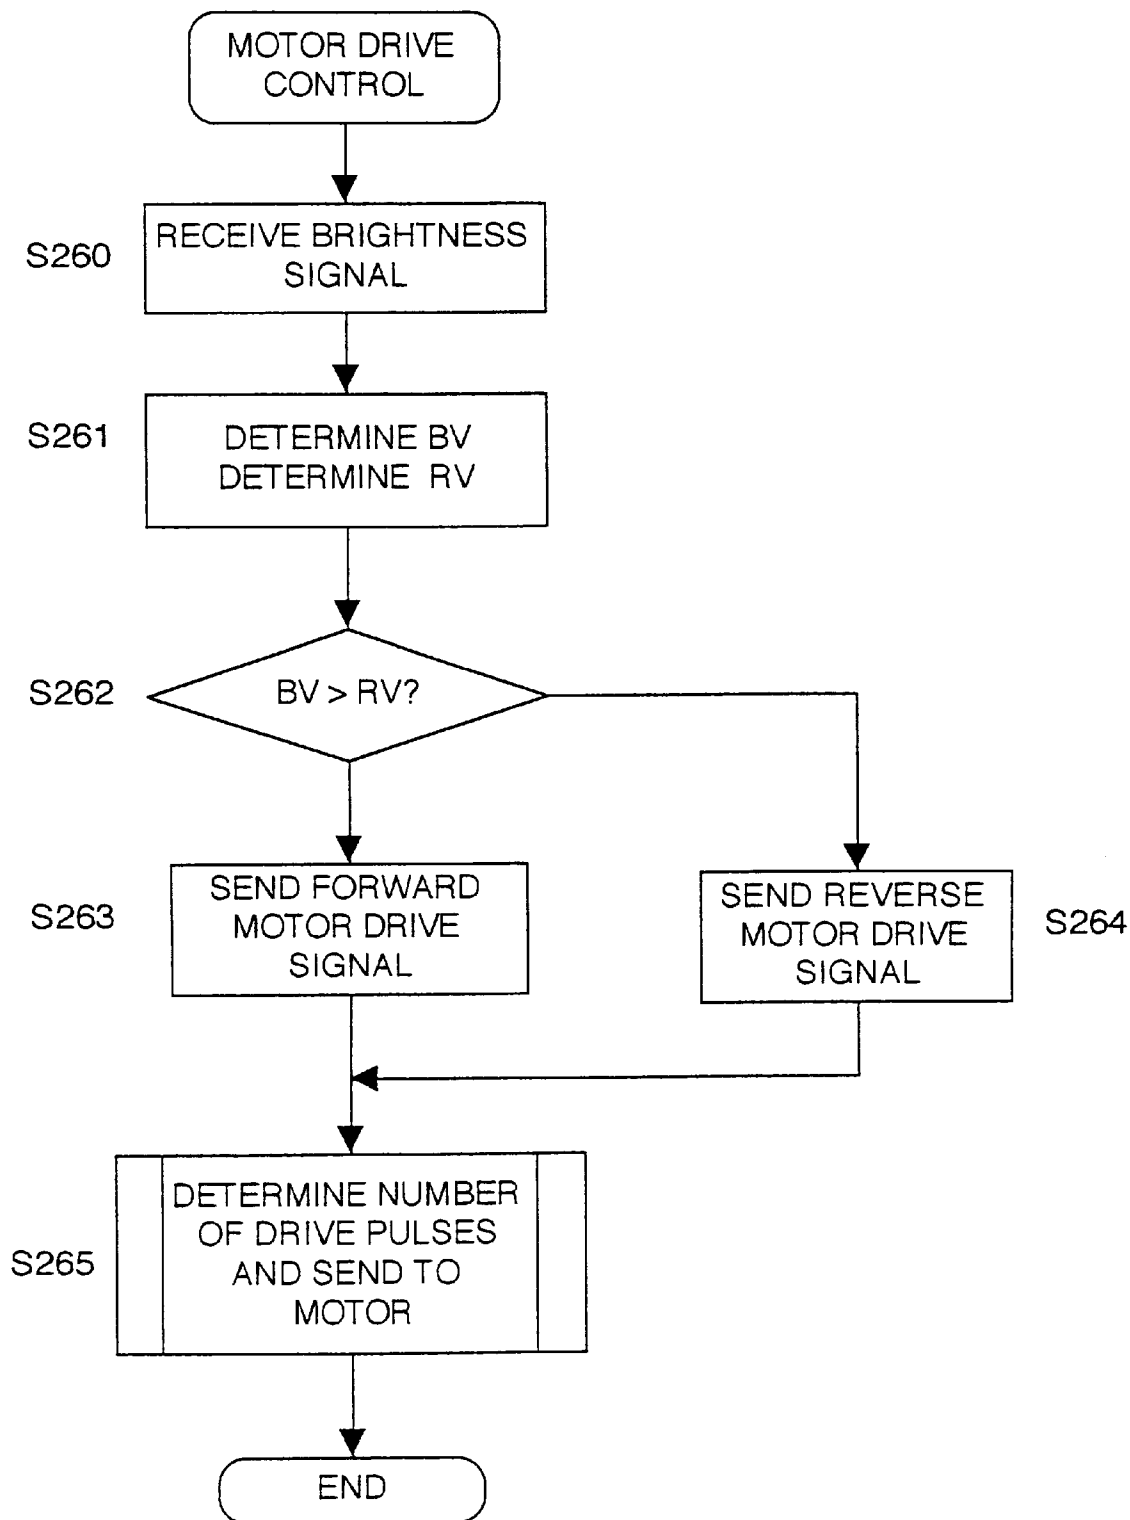 MOTOR DRIVE
CONTROL
S260
RECEIVE BRIGHTNESS
SIGNAL
S261
DETERMINE BV
DETERMINE RV
S262
BV > RV?
S263
SEND FORWARD
MOTOR DRIVE
SIGNAL
SEND REVERSE
MOTOR DRIVE
SIGNAL
S264
S265
DETERMINE NUMBER
OF DRIVE PULSES
AND SEND TO
MOTOR
END